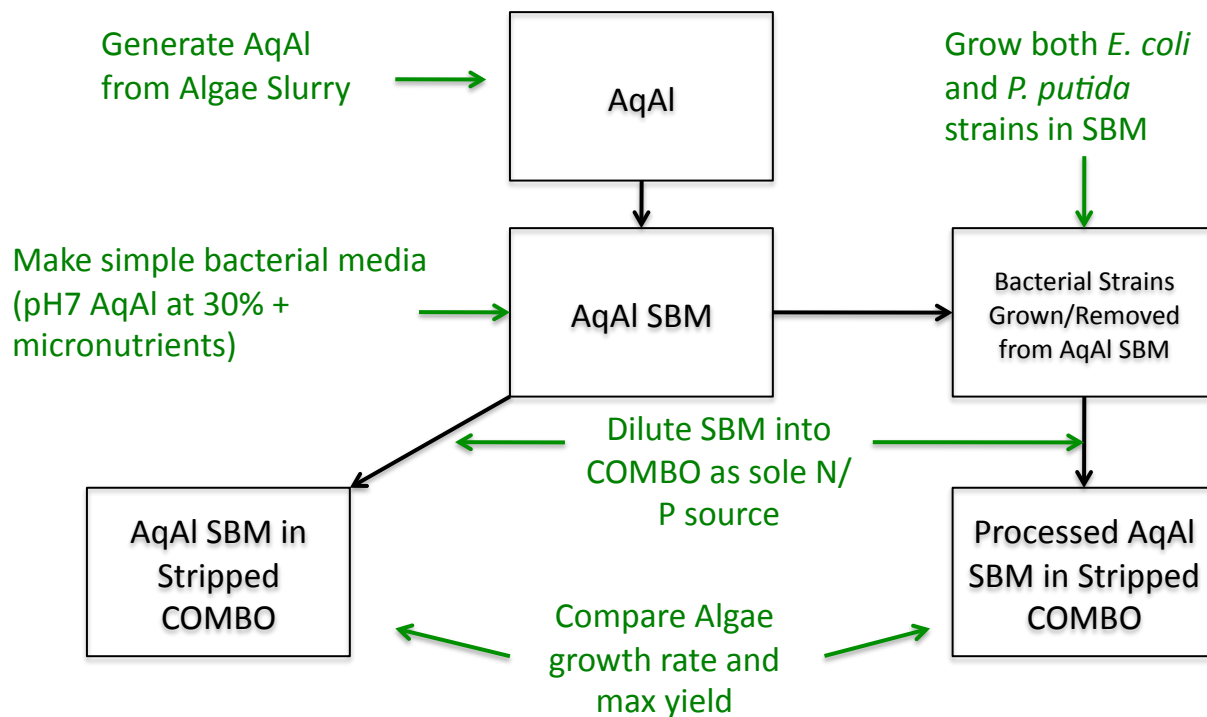 Generate AqAl
from Algae Slurry
AqAl
Grow both E. coli
and P. putida
strains in SBM
Make simple bacterial media
(pH7 AqAl at 30% +
micronutrients)
AqAl SBM
Bacterial Strains
Grown/Removed
from AqAl SBM
Dilute SBM into
COMBO as sole N/
P source
AqAl SBM in
Stripped
COMBO
Processed AqAl
SBM in Stripped
COMBO
Compare Algae
growth rate and
max yield